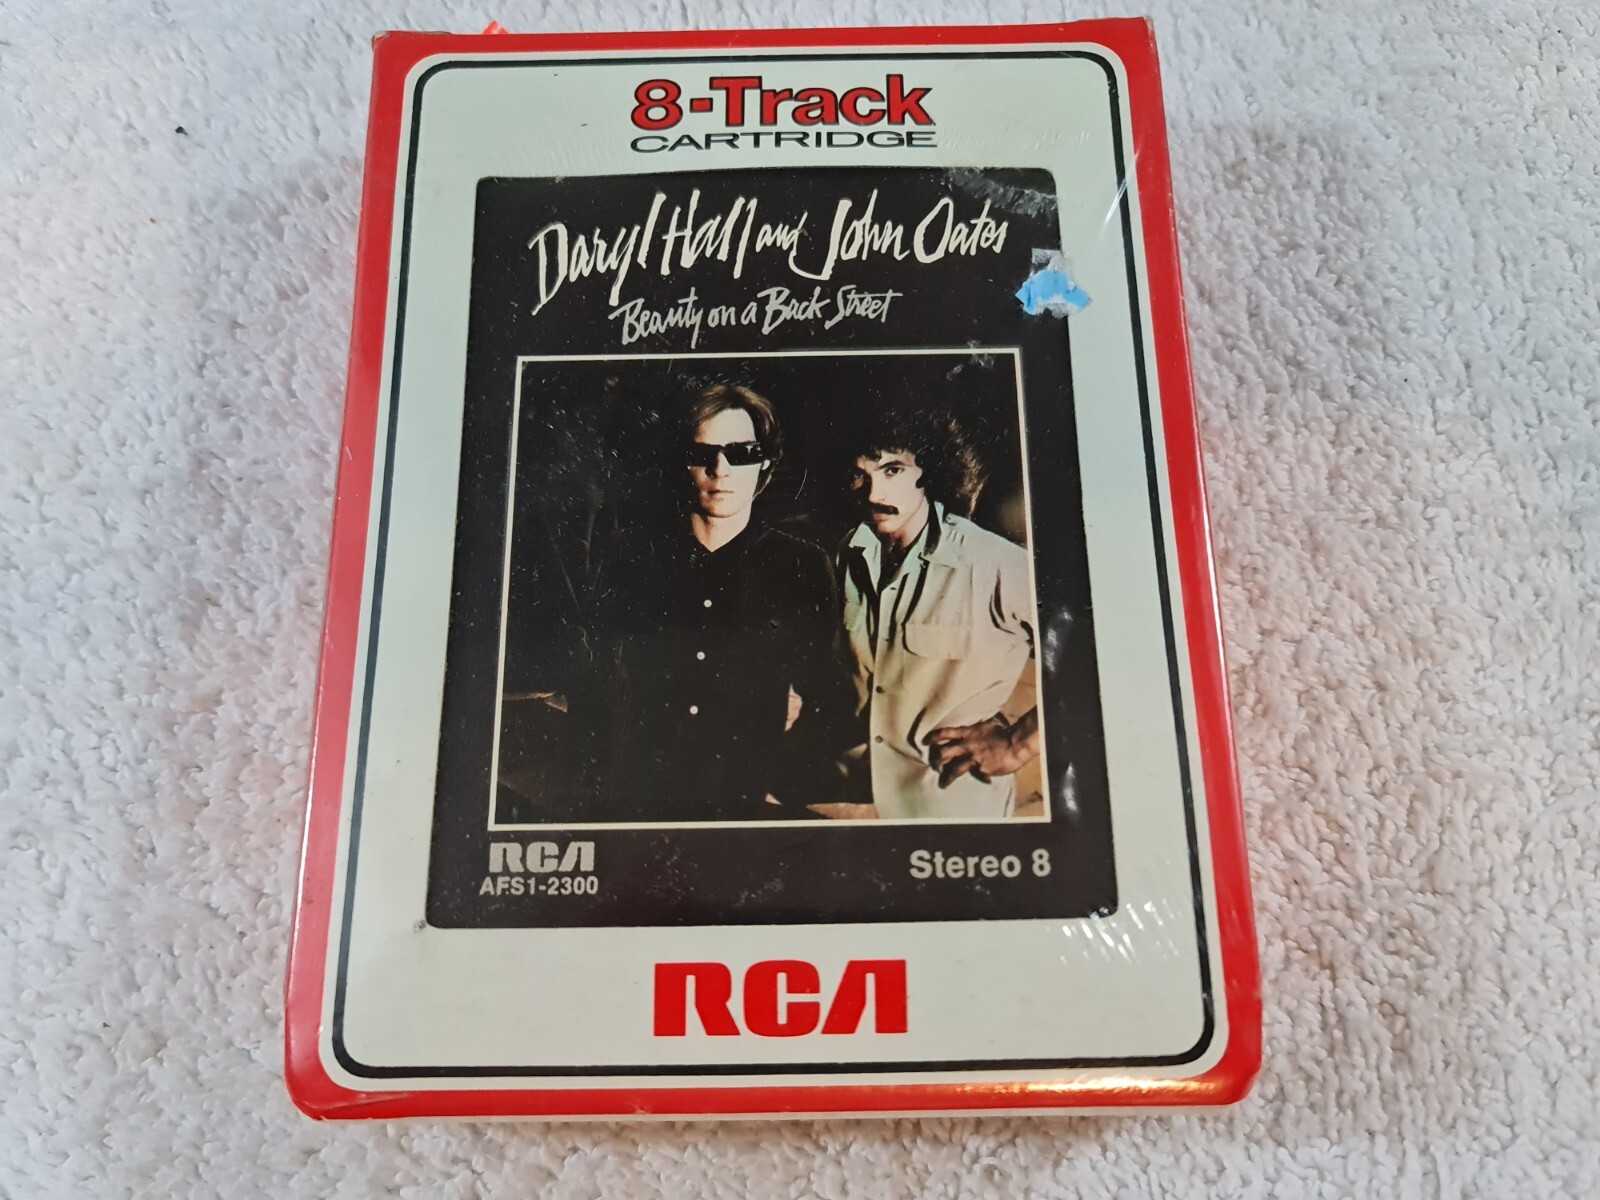 8-Track
CARTRIDGE
Daryl Hall and John Oates
Beauty on a Back Street
RCA
AFS1-2300
Stereo 8
RCA